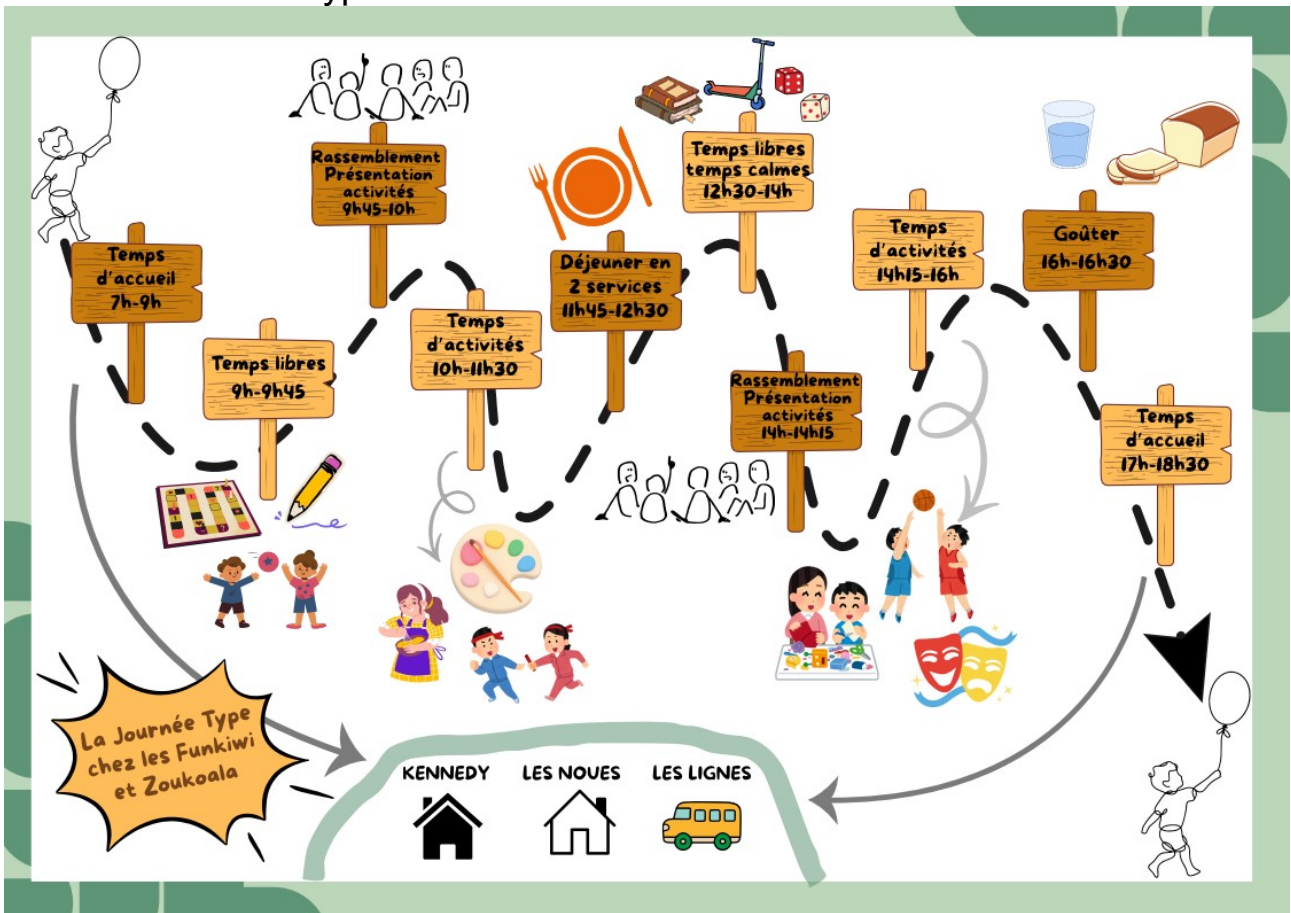 Temps
d'accueil
7h-9h
Temps libres
9h-9h45
Rassemblement
Présentation
activités
9h45-10h
Temps
d'activités
10h-11h30
Déjeuner en
2 services
11h45-12h30
Temps libres
temps calmes
12h30-14h
Rassemblement
Présentation
activités
14h-14h15
Temps
d'activités
14h15-16h
Goûter
16h-16h30
Temps
d'accueil
17h-18h30
La Journée Type
chez les Funkiwi
et Zoukoala
KENNEDY
LES NOUES
LES LIGNES